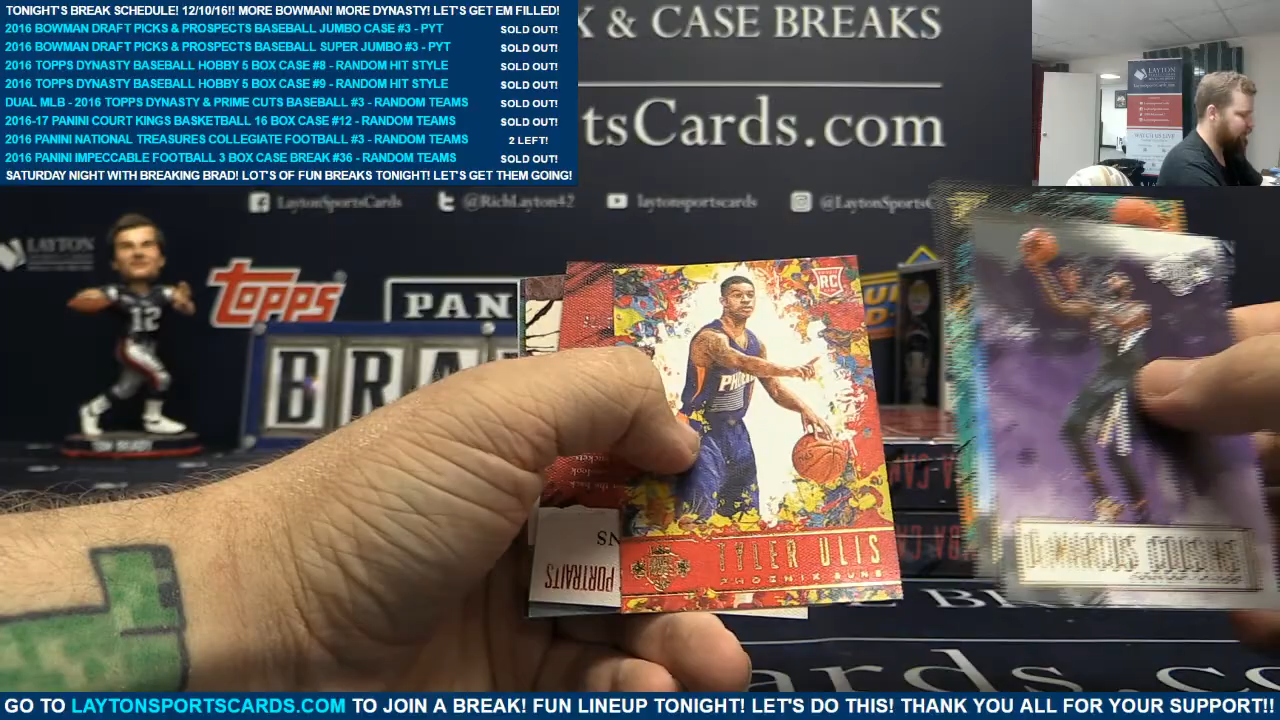 TONIGHT'S BREAK SCHEDULE! 12/10/16!! MORE BOWMAN! MORE DYNASTY! LET'S GET EM FILLED!
2016 BOWMAN DRAFT PICKS & PROSPECTS BASEBALL JUMBO CASE #3 - PYT SOLD OUT!
2016 BOWMAN DRAFT PICKS & PROSPECTS BASEBALL SUPER JUMBO #3 - PYT SOLD OUT!
2016 TOPPS DYNASTY BASEBALL HOBBY 5 BOX CASE #8 - RANDOM HIT STYLE SOLD OUT!
2016 TOPPS DYNASTY BASEBALL HOBBY 5 BOX CASE #9 - RANDOM HIT STYLE SOLD OUT!
DUAL MLB - 2016 TOPPS DYNASTY & PRIME CUTS BASEBALL #3 - RANDOM TEAMS SOLD OUT!
2016-17 PANINI COURT KINGS BASKETBALL 16 BOX CASE #12 - RANDOM TEAMS SOLD OUT!
2016 PANINI NATIONAL TREASURES COLLEGIATE FOOTBALL #3 - RANDOM TEAMS 2 LEFT!
2016 PANINI IMPECCABLE FOOTBALL 3 BOX CASE BREAK #36 - RANDOM TEAMS SOLD OUT!
SATURDAY NIGHT WITH BREAKING BRAD! LOT'S OF FUN BREAKS TONIGHT! LET'S GET THEM GOING!
X & CASE BREAKS
tsCards.com
LaytonSportsCards @RichLayton42 laytonsportscards @LaytonSportsC
LAYTON
TOPPS
PAN
BRA
12
TOM BRADY
RC
TYLER ULIS
PHOENIX SUNS
PORTRAITS
NS
DEMARCUS COUSINS
GO TO LAYTONSPORTSCARDS.COM TO JOIN A BREAK! FUN LINEUP TONIGHT! LET'S DO THIS! THANK YOU ALL FOR YOUR SUPPORT!!